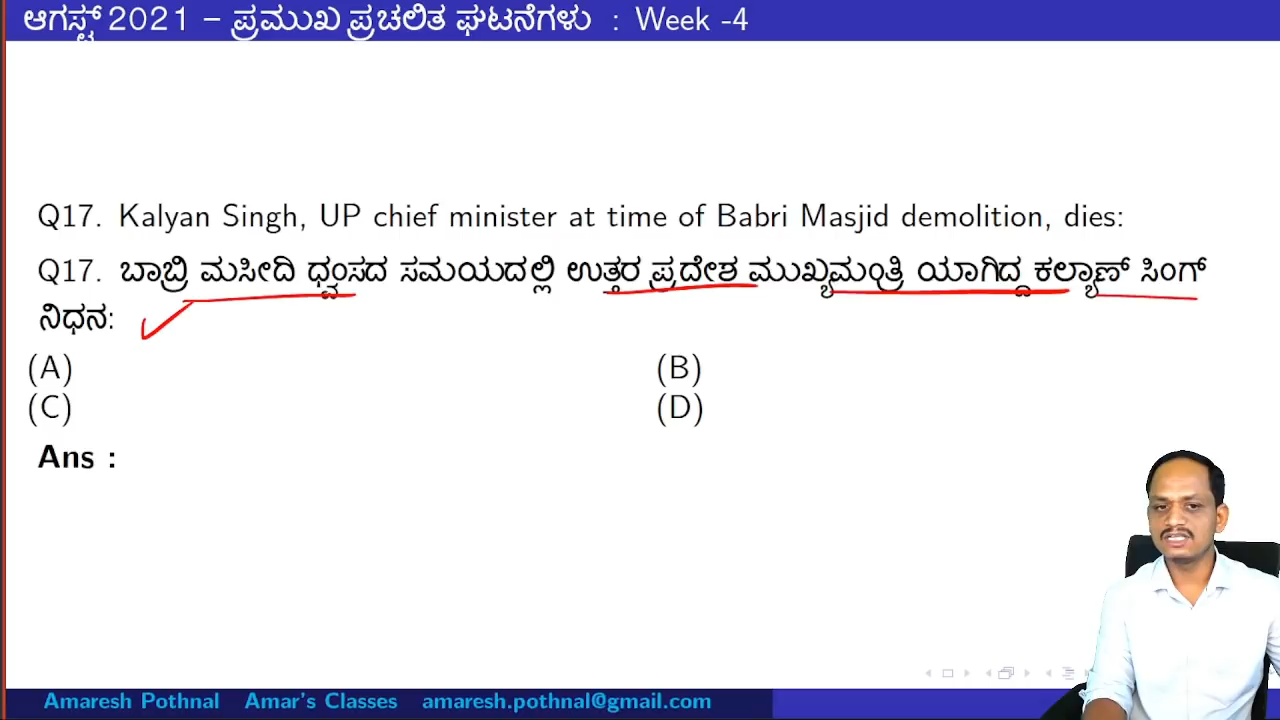 ಆಗಸ್ಟ್ 2021 – ಪ್ರಮುಖ ಪ್ರಚಲಿತ ಘಟನೆಗಳು : Week -4
Q17. Kalyan Singh, UP chief minister at time of Babri Masjid demolition, dies:
Q17. ಬಾಬ್ರಿ ಮಸೀದಿ ಧ್ವಂಸದ ಸಮಯದಲ್ಲಿ ಉತ್ತರ ಪ್ರದೇಶ ಮುಖ್ಯಮಂತ್ರಿ ಯಾಗಿದ್ದ ಕಲ್ಯಾಣ್ ಸಿಂಗ್
ನಿಧನ:
(A) (B)
(C) (D)
Ans :
Amaresh Pothnal Amar's Classes amaresh.pothnal@gmail.com